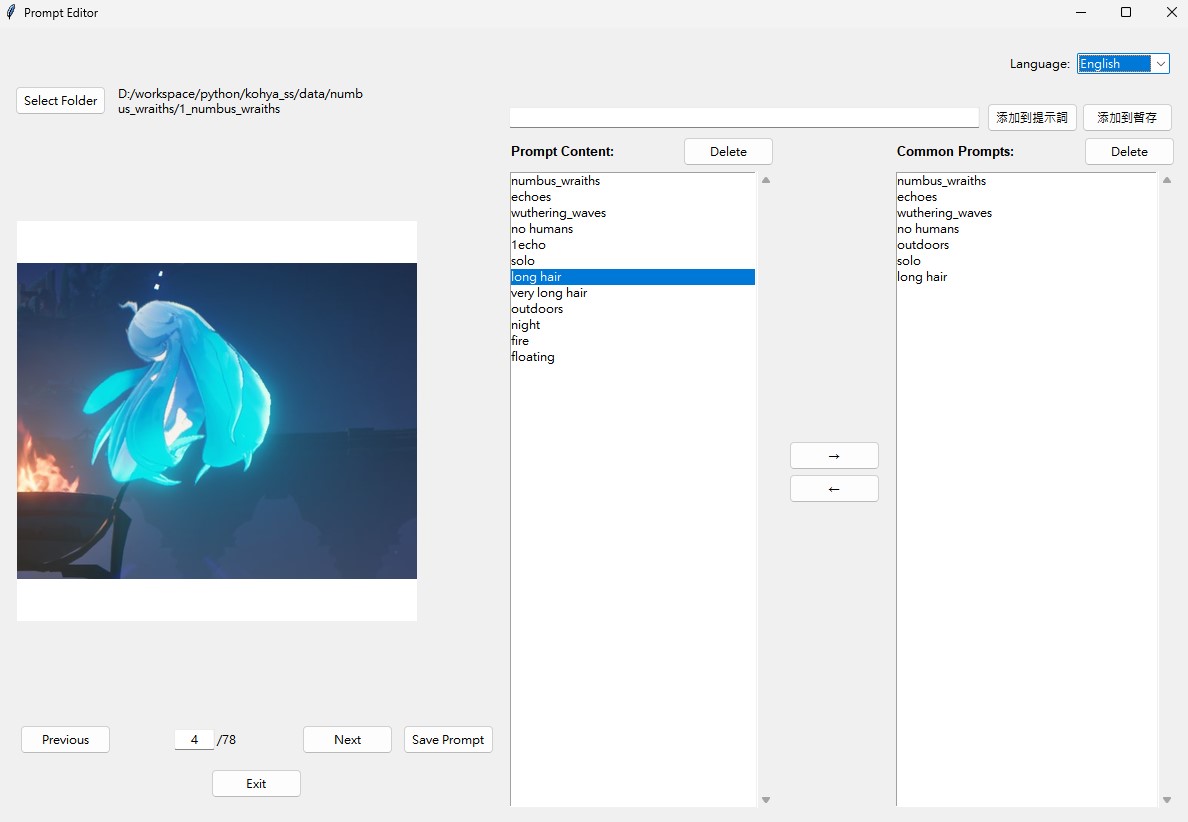 Prompt Editor
Language: English
Select Folder
D:/workspace/python/kohya_ss/data/numb
us_wraiths/1_numbus_wraiths
添加到提示詞
添加到暫存
Prompt Content:
Delete
Common Prompts:
Delete
numbus_wraiths
echoes
wuthering_waves
no humans
1echo
solo
long hair
very long hair
outdoors
night
fire
floating
numbus_wraiths
echoes
wuthering_waves
no humans
outdoors
solo
long hair
→
←
Previous
4 /78
Next
Save Prompt
Exit